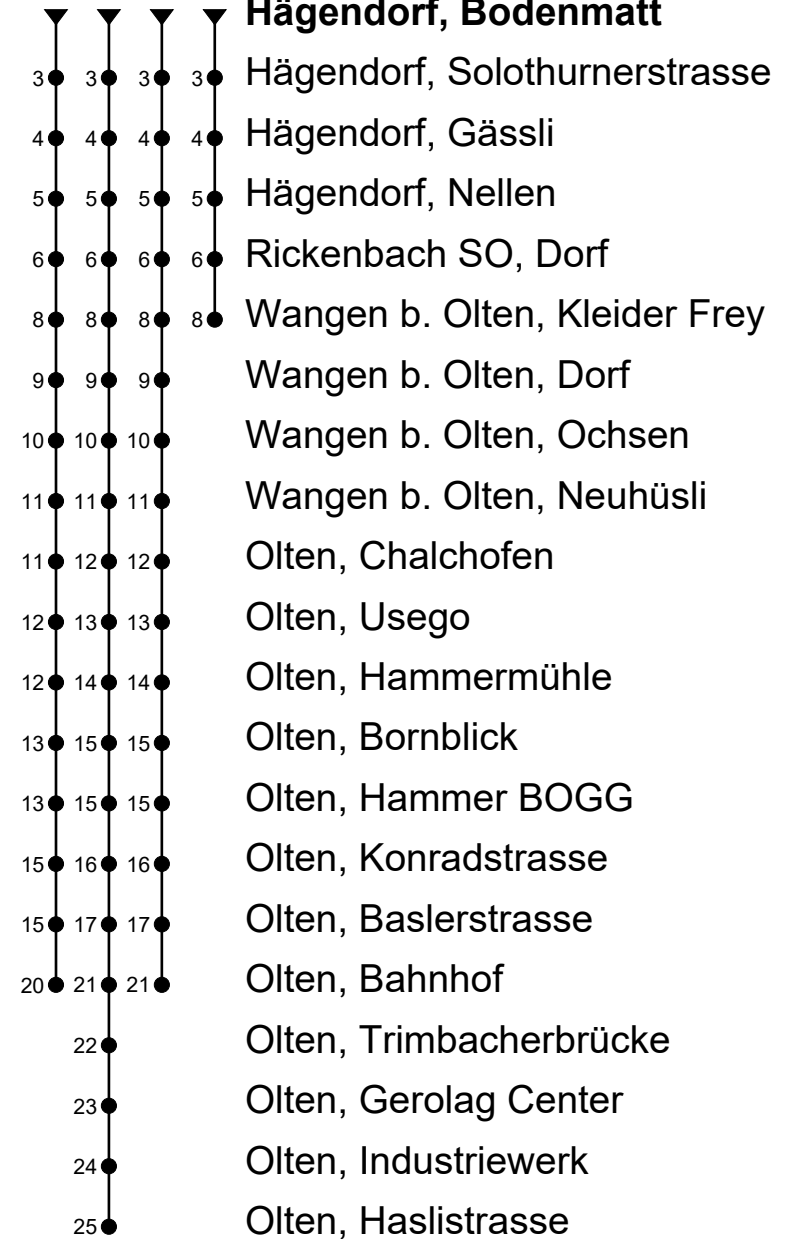 Hägendorf, Bodenmatt
3 3 3 3 Hägendorf, Solothurnerstrasse
4 4 4 4 Hägendorf, Gässli
5 5 5 5 Hägendorf, Nellen
6 6 6 6 Rickenbach SO, Dorf
8 8 8 8 Wangen b. Olten, Kleider Frey
9 9 9 Wangen b. Olten, Dorf
10 10 10 Wangen b. Olten, Ochsen
11 11 11 Wangen b. Olten, Neuhüsli
11 12 12 Olten, Chalchofen
12 13 13 Olten, Usego
12 14 14 Olten, Hammermühle
13 15 15 Olten, Bornblick
13 15 15 Olten, Hammer BOGG
15 16 16 Olten, Konradstrasse
15 17 17 Olten, Baslerstrasse
20 21 21 Olten, Bahnhof
22 Olten, Trimbacherbrücke
23 Olten, Gerolag Center
24 Olten, Industriewerk
25 Olten, Haslistrasse